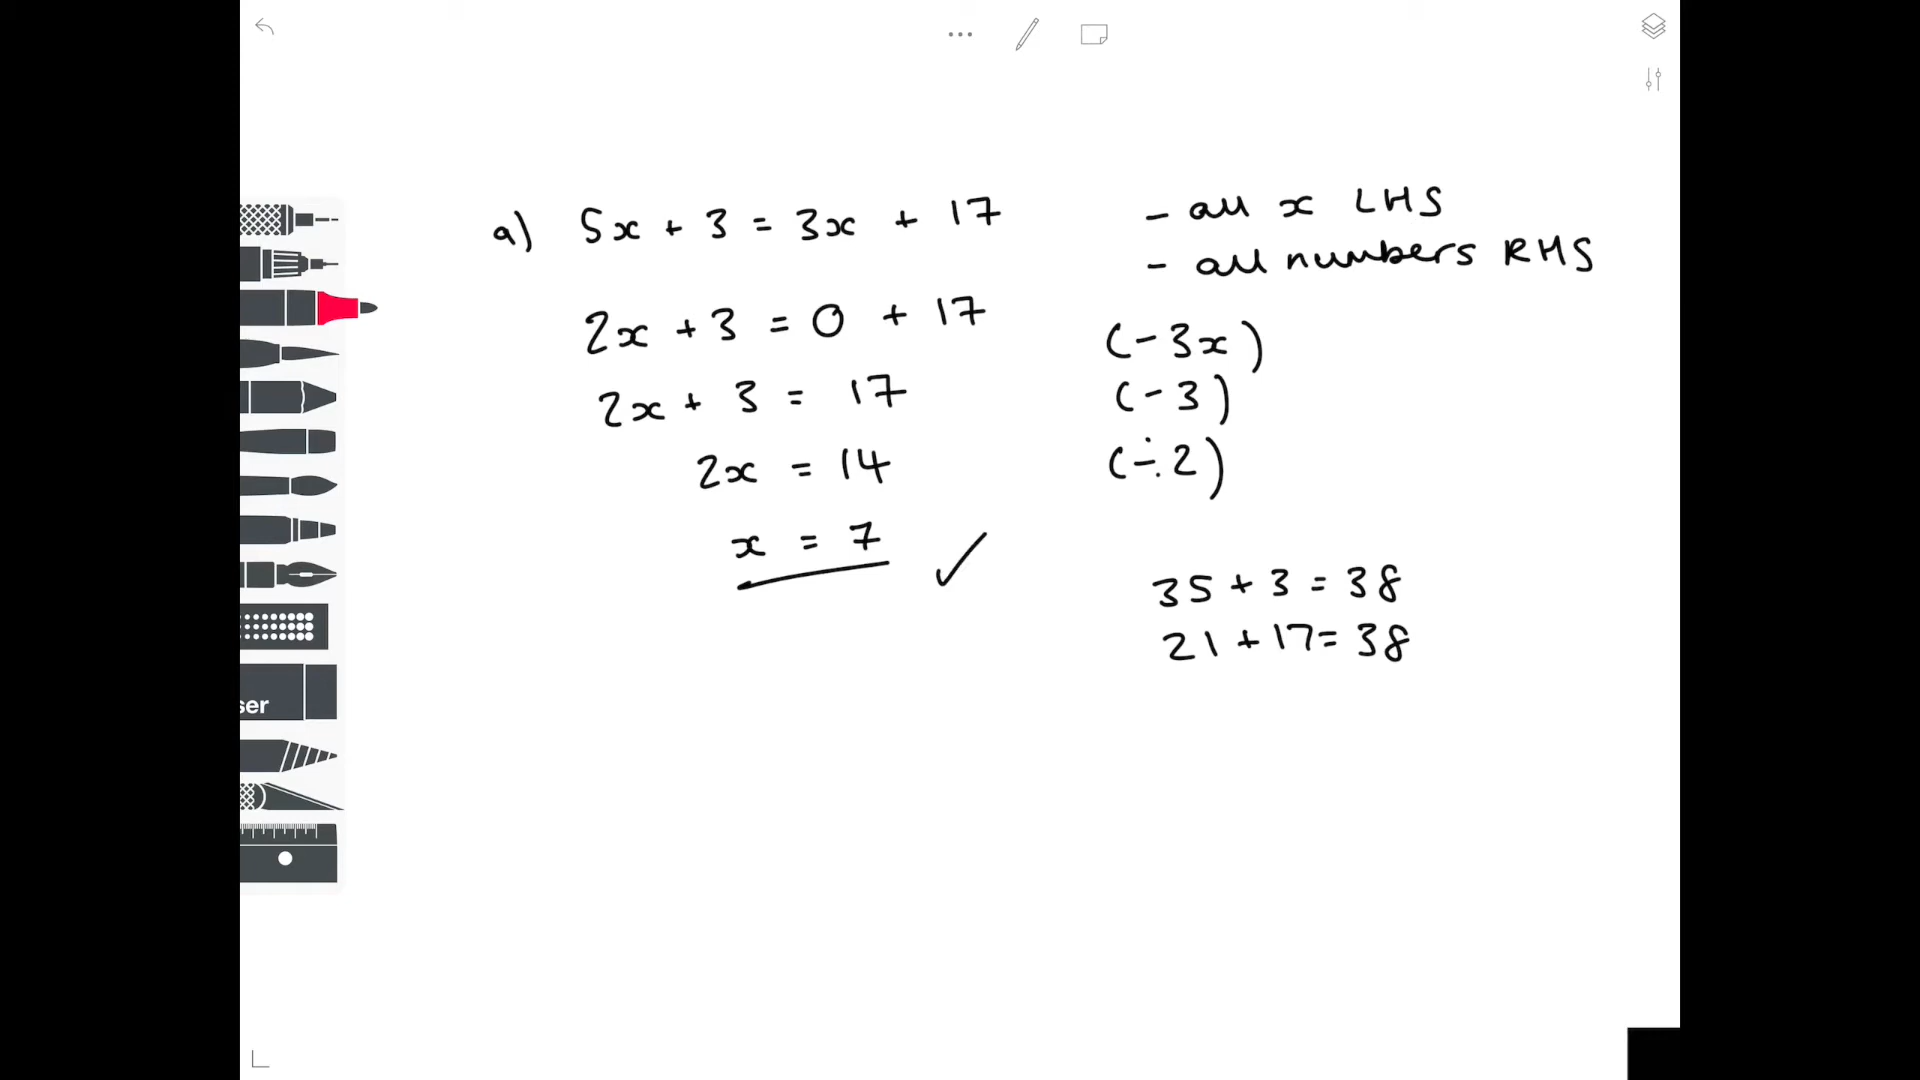 a) 5x + 3 = 3x + 17
- all x LHS
- all numbers RHS
2x + 3 = 0 + 17
(-3x)
2x + 3 = 17
(-3)
2x = 14
(÷2)
x = 7 ✓
35 + 3 = 38
21 + 17 = 38
ser